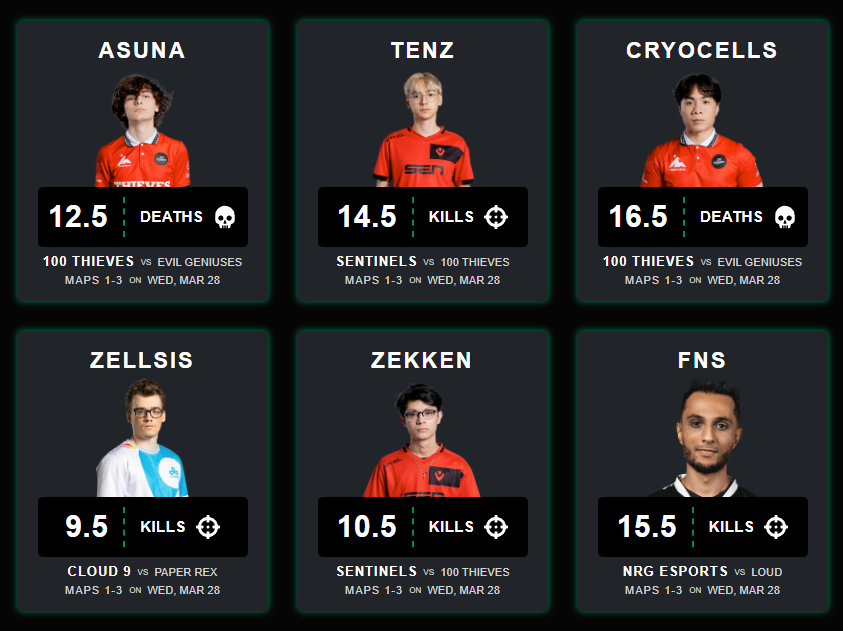 ASUNA
THIEVES
12.5 DEATHS
100 THIEVES VS EVIL GENIUSES
MAPS 1-3 ON WED, MAR 28
TENZ
SEN
14.5 KILLS
SENTINELS VS 100 THIEVES
MAPS 1-3 ON WED, MAR 28
CRYOCELLS
16.5 DEATHS
100 THIEVES VS EVIL GENIUSES
MAPS 1-3 ON WED, MAR 28
ZELLSIS
9.5 KILLS
CLOUD 9 VS PAPER REX
MAPS 1-3 ON WED, MAR 28
ZEKKEN
10.5 KILLS
SENTINELS VS 100 THIEVES
MAPS 1-3 ON WED, MAR 28
FNS
15.5 KILLS
NRG ESPORTS VS LOUD
MAPS 1-3 ON WED, MAR 28